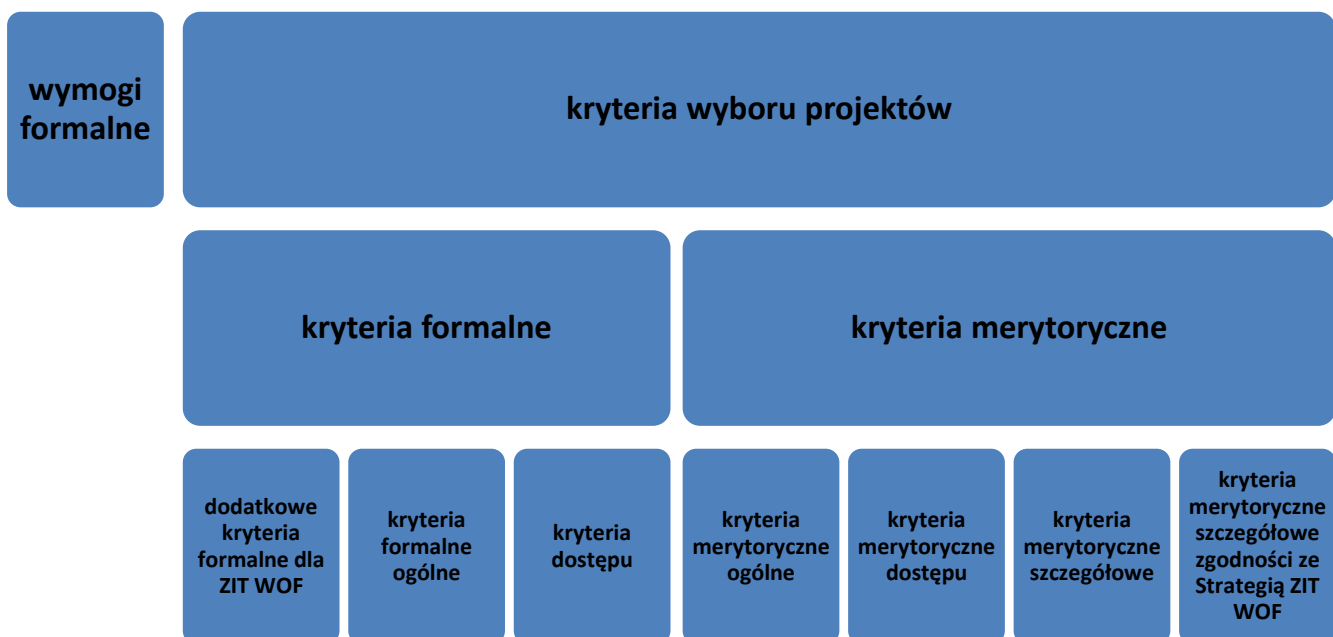 wymogi
formalne
kryteria wyboru projektów
kryteria formalne
kryteria merytoryczne
dodatkowe
kryteria
formalne dla
ZIT WOF
kryteria
formalne
ogólne
kryteria
dostępu
kryteria
merytoryczne
ogólne
kryteria
merytoryczne
dostępu
kryteria
merytoryczne
szczegółowe
kryteria
merytoryczne
szczegółowe
zgodności ze
Strategią ZIT
WOF